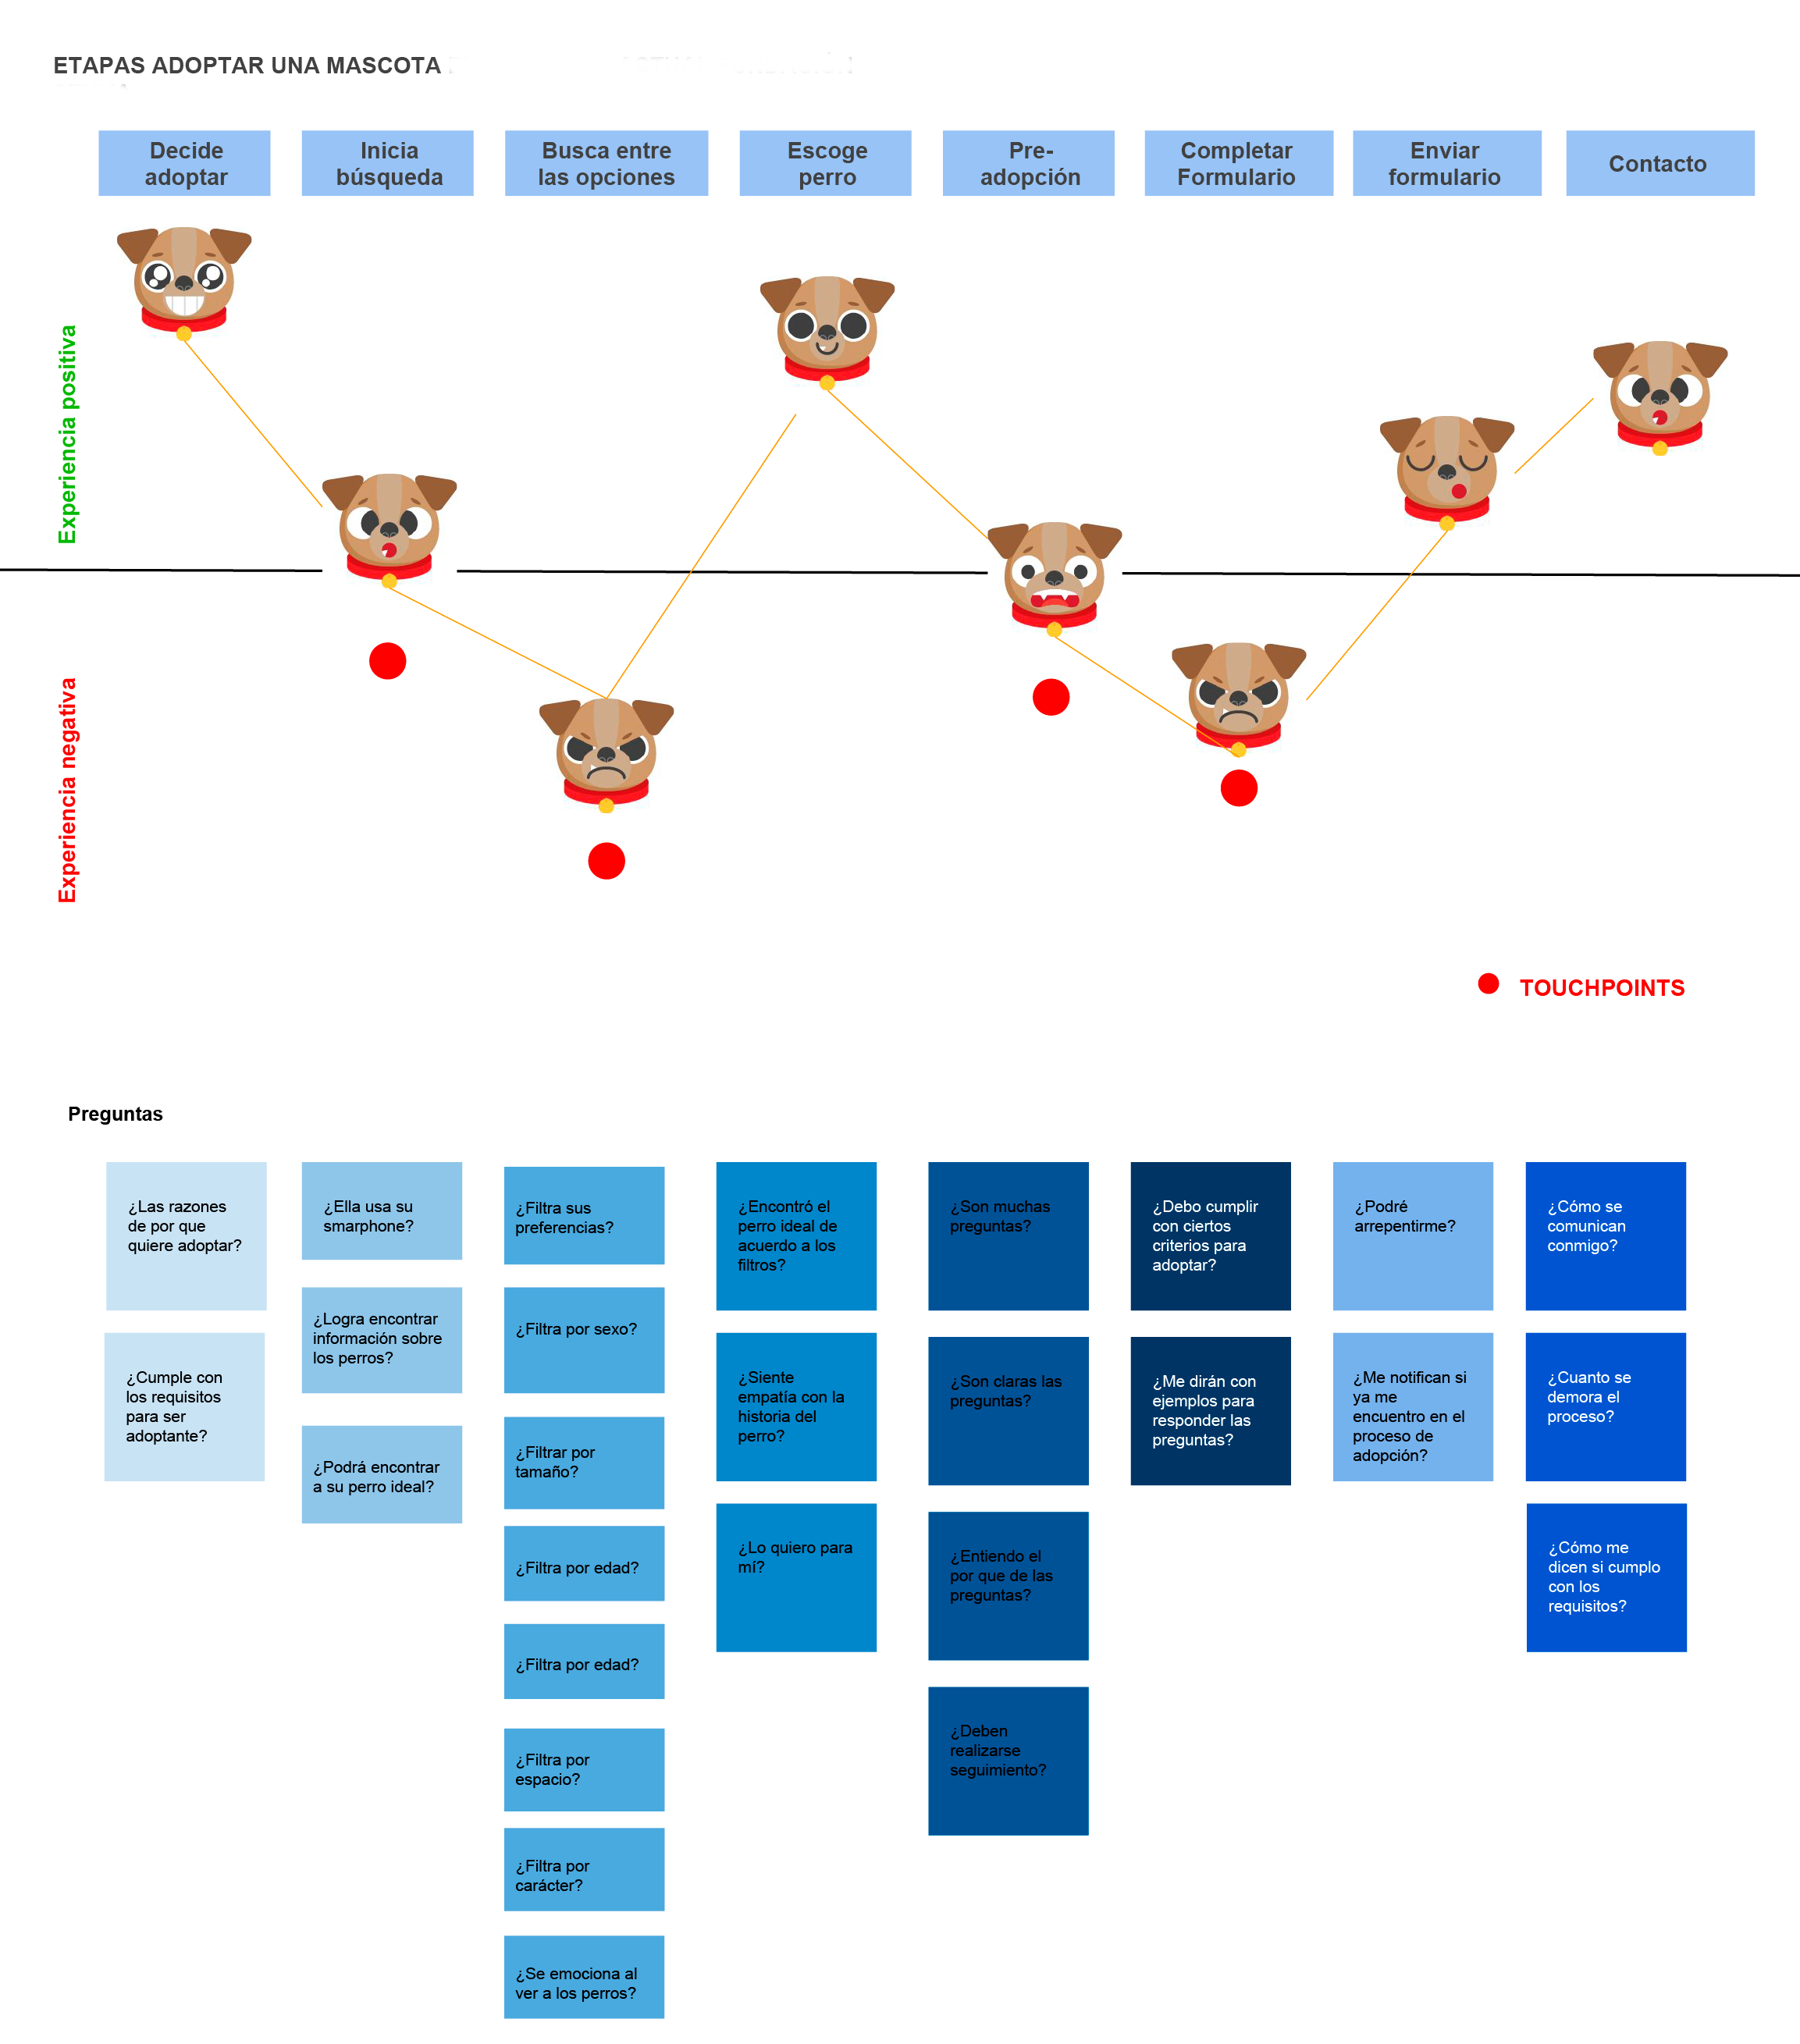 ETAPAS ADOPTAR UNA MASCOTA
Decide
adoptar
Inicia
búsqueda
Busca entre
las opciones
Escoge
perro
Pre-
adopción
Completar
Formulario
Enviar
formulario
Contacto
Experiencia positiva
Experiencia negativa
TOUCHPOINTS
Preguntas
¿Las razones
de por que
quiere adoptar?
¿Cumple con
los requisitos
para ser
adoptante?
¿Ella usa su
smarphone?
¿Logra encontrar
información sobre
los perros?
¿Podrá encontrar
a su perro ideal?
¿Filtra sus
preferencias?
¿Filtra por sexo?
¿Filtrar por
tamaño?
¿Filtra por edad?
¿Filtra por edad?
¿Filtra por
espacio?
¿Filtra por
carácter?
¿Se emociona al
ver a los perros?
¿Encontró el
perro ideal de
acuerdo a los
filtros?
¿Siente
empatía con la
historia del
perro?
¿Lo quiero para
mí?
¿Son muchas
preguntas?
¿Son claras las
preguntas?
¿Entiendo el
por que de las
preguntas?
¿Deben
realizarse
seguimiento?
¿Debo cumplir
con ciertos
criterios para
adoptar?
¿Me dirán con
ejemplos para
responder las
preguntas?
¿Podré
arrepentirme?
¿Me notifican si
ya me
encuentro en el
proceso de
adopción?
¿Cómo se
comunican
conmigo?
¿Cuanto se
demora el
proceso?
¿Cómo me
dicen si cumplo
con los
requisitos?